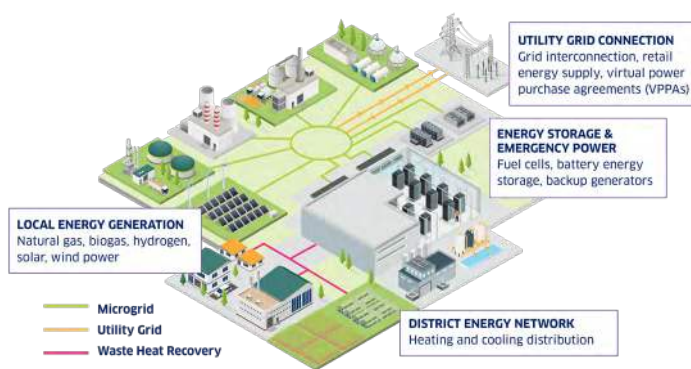 UTILITY GRID CONNECTION
Grid interconnection, retail
energy supply, virtual power
purchase agreements (VPPAs)
ENERGY STORAGE &
EMERGENCY POWER
Fuel cells, battery energy
storage, backup generators
LOCAL ENERGY GENERATION
Natural gas, biogas, hydrogen,
solar, wind power
Microgrid
Utility Grid
Waste Heat Recovery
DISTRICT ENERGY NETWORK
Heating and cooling distribution